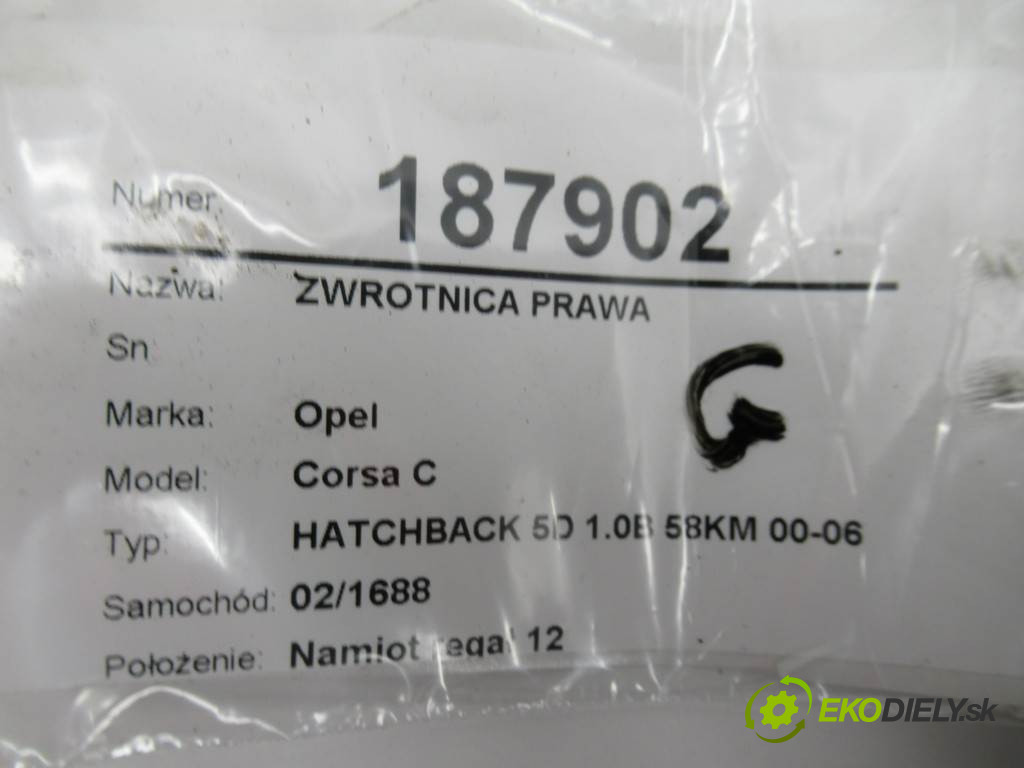 Numer: 187902
Nazwa: ZWROTNICA PRAWA
Sn
Marka: Opel
Model: Corsa C
Typ: HATCHBACK 5D 1.0B 58KM 00-06
Samochód: 02/1688
Położenie: Namiot regał 12
G
EKODIELY.sk